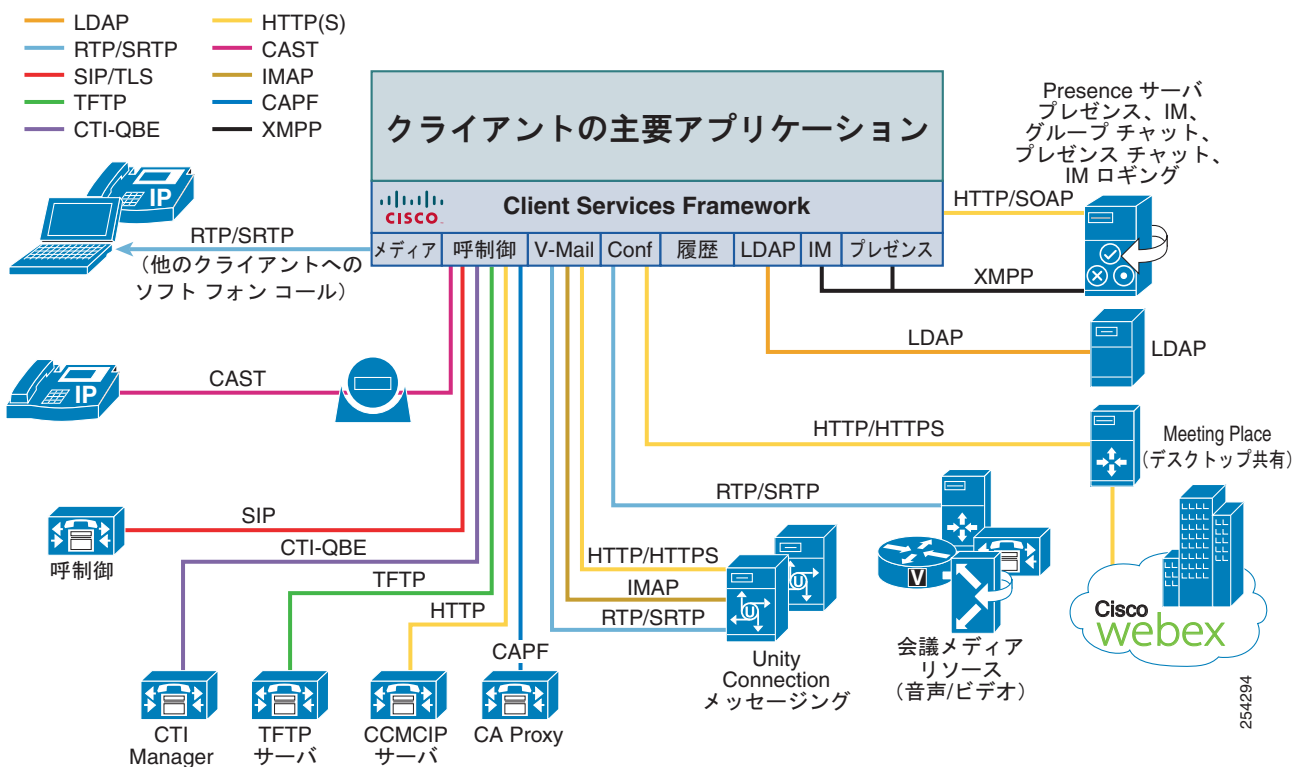 LDAP
RTP/SRTP
SIP/TLS
TFTP
CTI-QBE
HTTP(S)
CAST
IMAP
CAPF
XMPP
クライアントの主要アプリケーション
CISCO
Client Services Framework
メディア
呼制御
V-Mail
Conf
履歴
LDAP
IM
プレゼンス
Presence サーバ
プレゼンス、IM、
グループ チャット、
プレゼンス チャット、
IM ロギング
HTTP/SOAP
XMPP
IP
RTP/SRTP
(他のクライアントへの
ソフト フォン コール)
LDAP
LDAP
IP
CAST
HTTP/HTTPS
Meeting Place
(デスクトップ共有)
RTP/SRTP
SIP
呼制御
CTI-QBE
TFTP
HTTP
CAPF
HTTP/HTTPS
IMAP
RTP/SRTP
U
U
V
Unity
Connection
メッセージング
会議メディア
リソース
(音声/ビデオ)
Cisco
webex
CTI
Manager
TFTP
サーバ
CCMCIP
サーバ
CA Proxy
254294